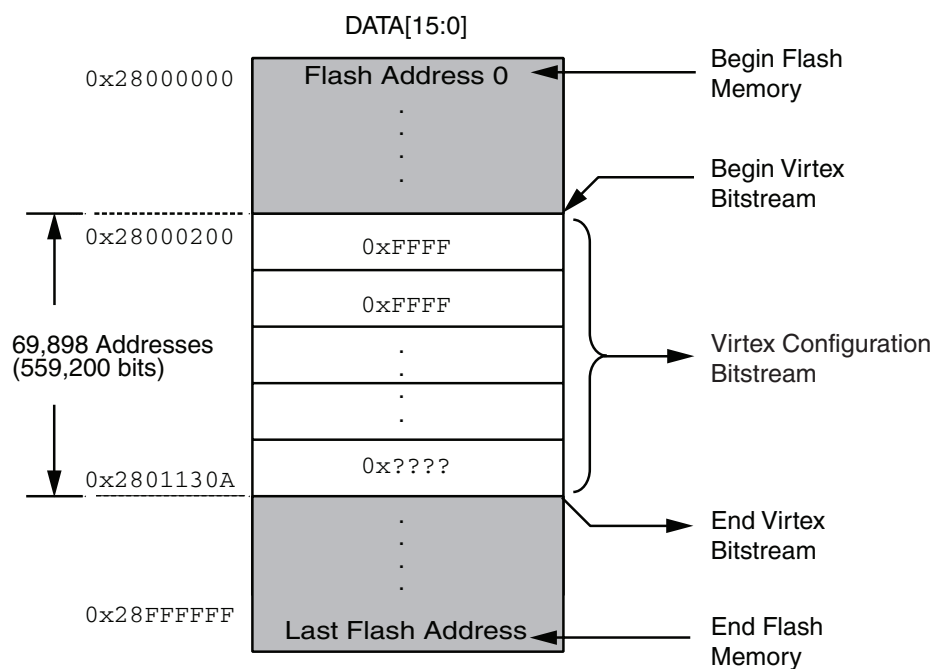 DATA[15:0]
0x28000000
Flash Address 0
Begin Flash
Memory
Begin Virtex
Bitstream
0x28000200
0xFFFF
0xFFFF
69,898 Addresses
(559,200 bits)
Virtex Configuration
Bitstream
0x????
0x2801130A
End Virtex
Bitstream
0x28FFFFFF
Last Flash Address
End Flash
Memory